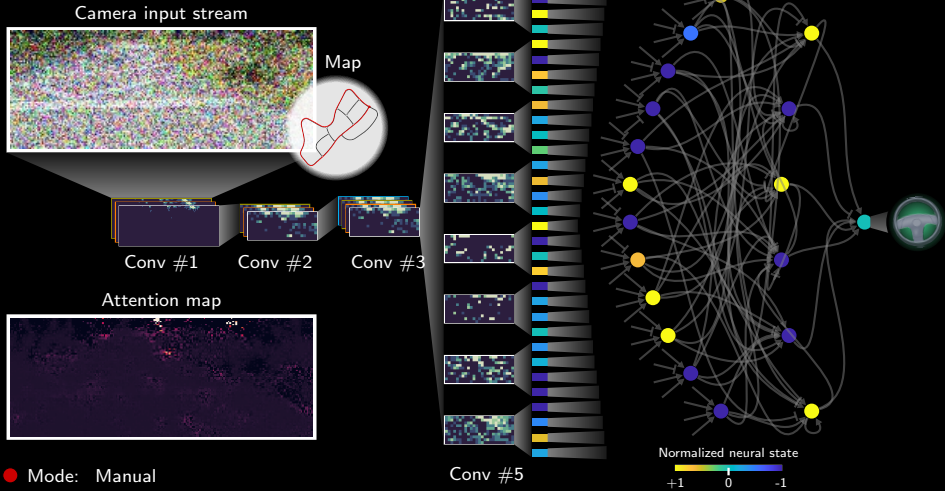 Camera input stream
Map
Conv #1
Conv #2
Conv #3
Attention map
Mode: Manual
Conv #5
Normalized neural state
+1 0 -1